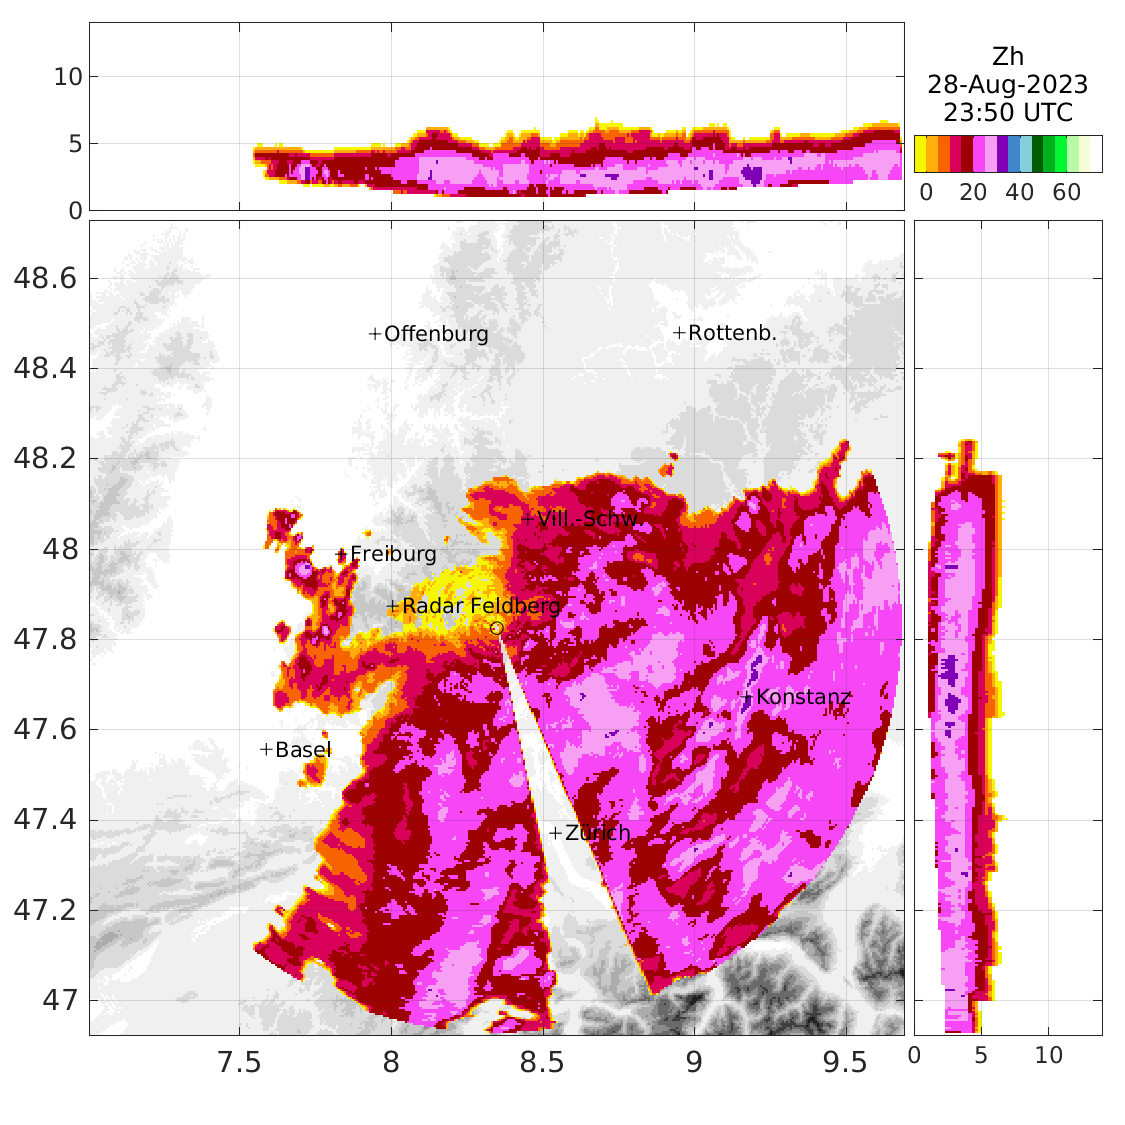 10
5
0
Zh
28-Aug-2023
23:50 UTC
0 20 40 60
48.6
48.4
48.2
48
47.8
47.6
47.4
47.2
47
+Offenburg
+Rottenb.
+Vill.-Schw.
+Freiburg
+Radar Feldberg
+Konstanz
+Basel
+Zürich
7.5 8 8.5 9 9.5
0 5 10